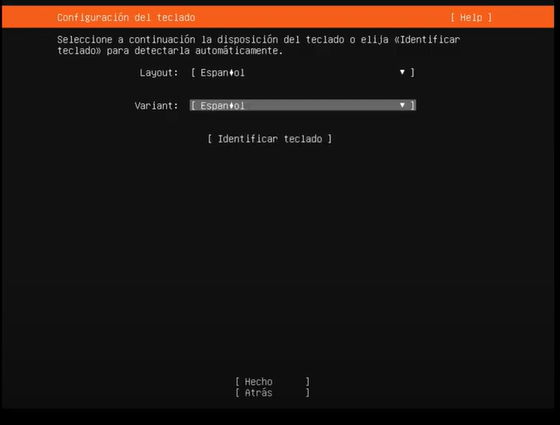 Configuración del teclado [ Help ]
Seleccione a continuación la disposición del teclado o elija «Identificar
teclado» para detectarla automáticamente.
Layout: [ Espan♦ol ▼ ]
Variant: [ Espan♦ol ▼ ]
[ Identificar teclado ]
[ Hecho ]
[ Atrás ]